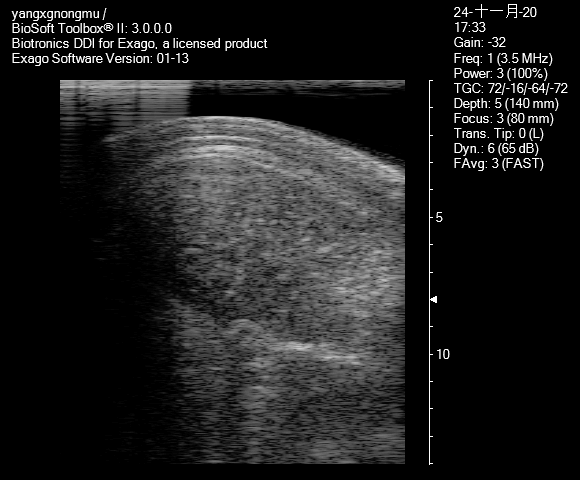 yangxgnongmu /
BioSoft Toolbox® II: 3.0.0.0
Biotronics DDI for Exago, a licensed product
Exago Software Version: 01-13
24-十一月-20
17:33
Gain: -32
Freq: 1 (3.5 MHz)
Power: 3 (100%)
TGC: 72/-16/-64/-72
Depth: 5 (140 mm)
Focus: 3 (80 mm)
Trans. Tip: 0 (L)
Dyn.: 6 (65 dB)
FAvg: 3 (FAST)
5
10